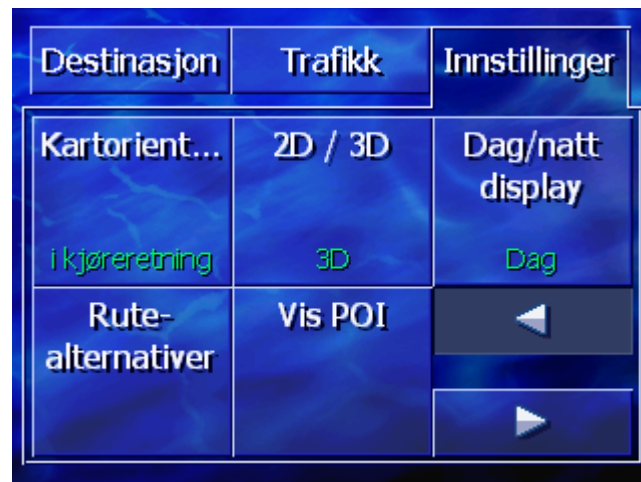 Destinasjon
Trafikk
Innstillinger
Kartorient...
2D / 3D
Dag/natt
display
i kjøreretning
3D
Dag
Rute-
alternativer
Vis POI